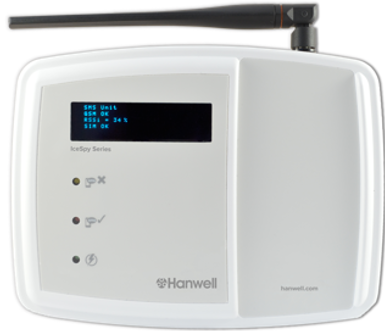 SMS Unit
GSM OK
RSSi = 34%
SIM OK
IceSpy Series
Hanwell
hanwell.com